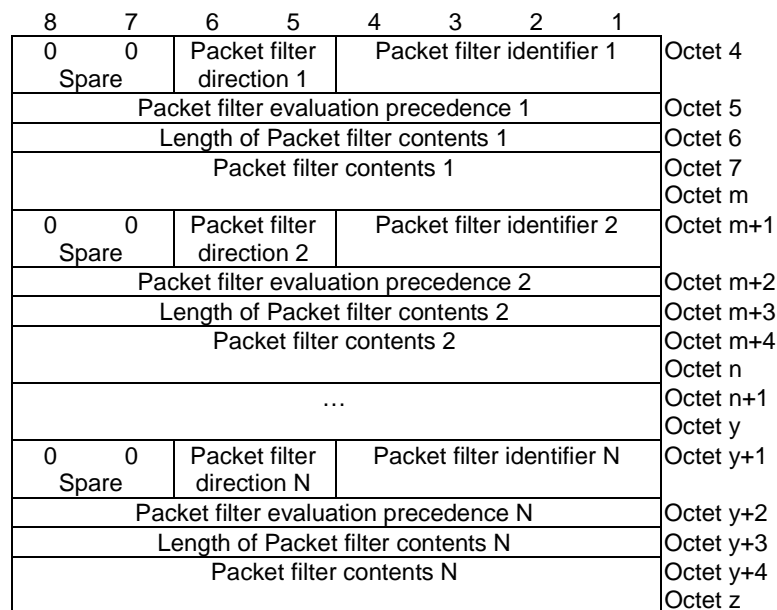 8 7 6 5 4 3 2 1
0 0 Packet filter Packet filter identifier 1 Octet 4
Spare direction 1
Packet filter evaluation precedence 1 Octet 5
Length of Packet filter contents 1 Octet 6
Packet filter contents 1 Octet 7
Octet m
0 0 Packet filter Packet filter identifier 2 Octet m+1
Spare direction 2
Packet filter evaluation precedence 2 Octet m+2
Length of Packet filter contents 2 Octet m+3
Packet filter contents 2 Octet m+4
Octet n
… Octet n+1
Octet y
0 0 Packet filter Packet filter identifier N Octet y+1
Spare direction N
Packet filter evaluation precedence N Octet y+2
Length of Packet filter contents N Octet y+3
Packet filter contents N Octet y+4
Octet z